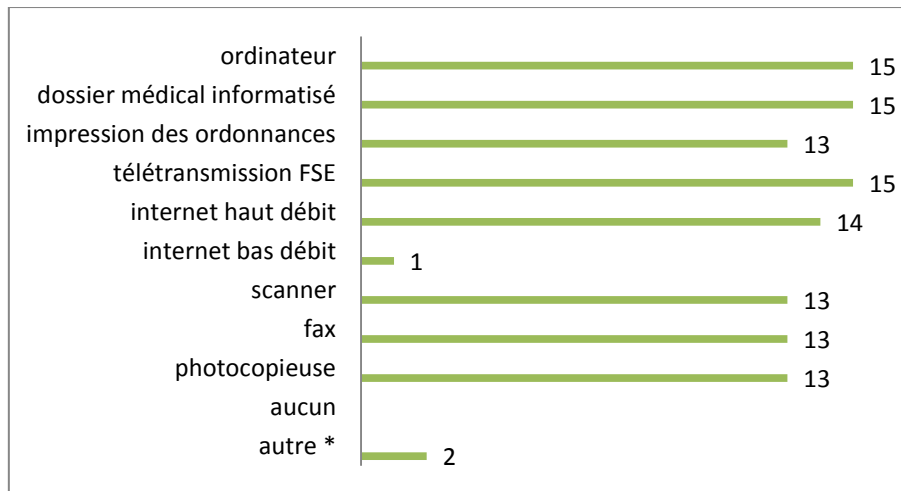 ordinateur 15
dossier médical informatisé 15
impression des ordonnances 13
télétransmission FSE 15
internet haut débit 14
internet bas débit 1
scanner 13
fax 13
photocopieuse 13
aucun
autre * 2